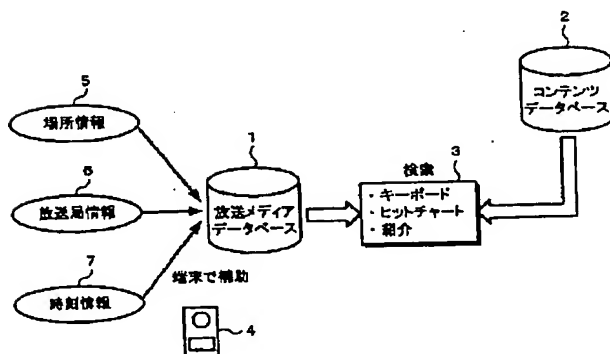 2
コンテンツ
データベース
5
場所情報
1
放送メディア
データベース
6
放送局情報
検索
3
・キーボード
・ヒットチャート
・紹介
7
時刻情報
端末で補助
4